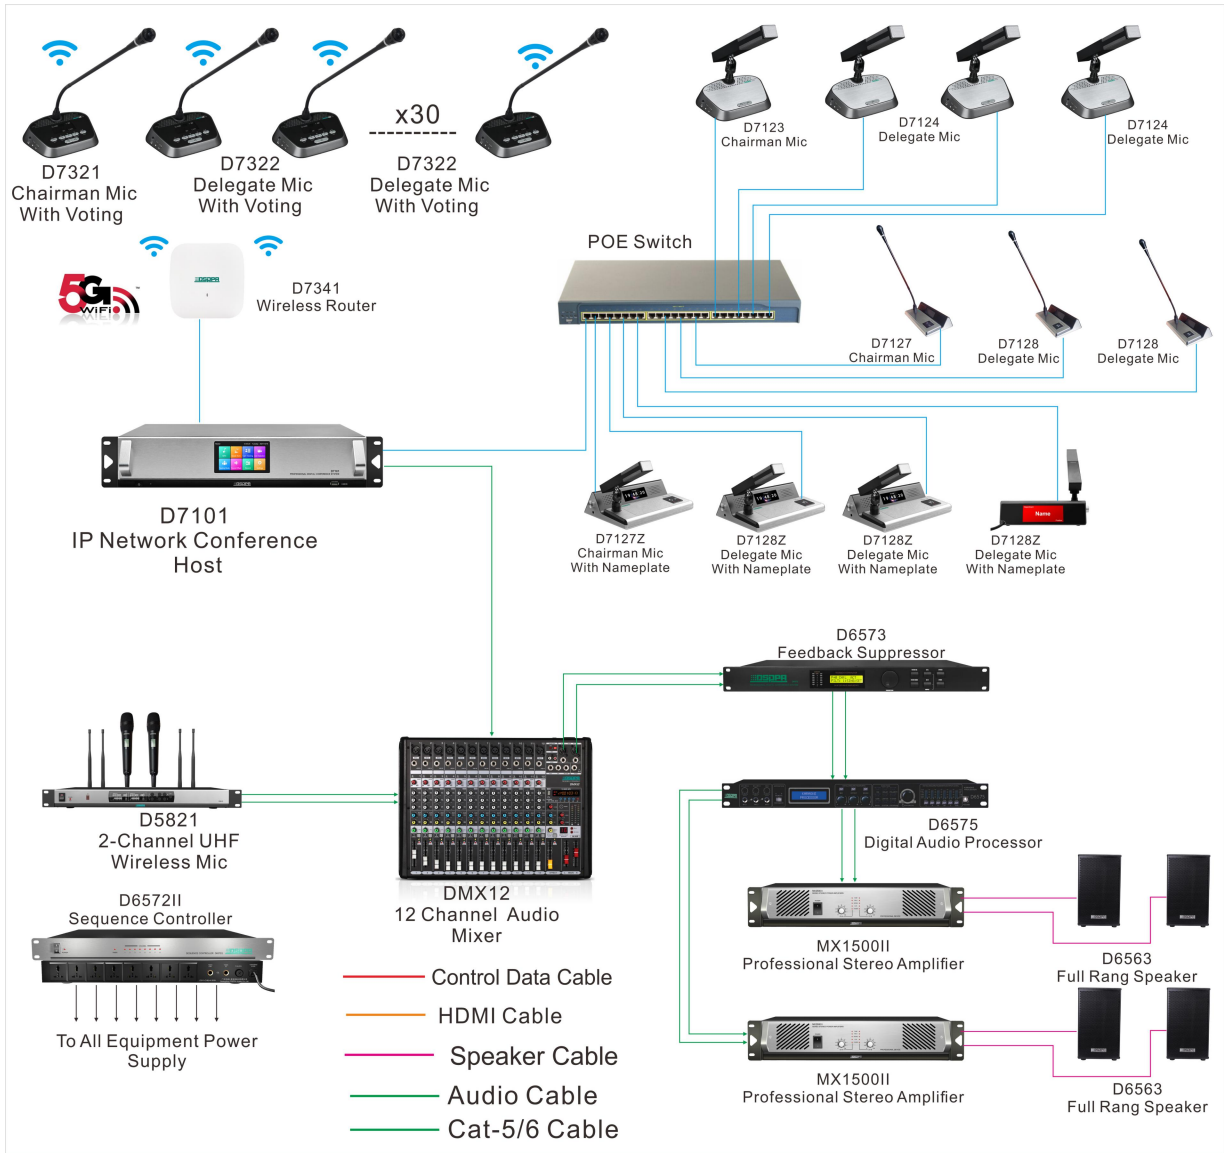 x30
D7321
Chairman Mic
With Voting
D7322
Delegate Mic
With Voting
D7322
Delegate Mic
With Voting
D7123
Chairman Mic
D7124
Delegate Mic
D7124
Delegate Mic
5G
WiFi
DSPPA
D7341
Wireless Router
POE Switch
D7127
Chairman Mic
D7128
Delegate Mic
D7128
Delegate Mic
D7101
IP Network Conference
Host
D7127Z
Chairman Mic
With Nameplate
D7128Z
Delegate Mic
With Nameplate
D7128Z
Delegate Mic
With Nameplate
Name
D7128Z
Delegate Mic
With Nameplate
D6573
Feedback Suppressor
DSPPA
D5821
2-Channel UHF
Wireless Mic
DMX12
12 Channel Audio
Mixer
D6575
Digital Audio Processor
D6572II
Sequence Controller
To All Equipment Power
Supply
MX1500II
Professional Stereo Amplifier
D6563
Full Rang Speaker
MX1500II
Professional Stereo Amplifier
D6563
Full Rang Speaker
Control Data Cable
HDMI Cable
Speaker Cable
Audio Cable
Cat-5/6 Cable